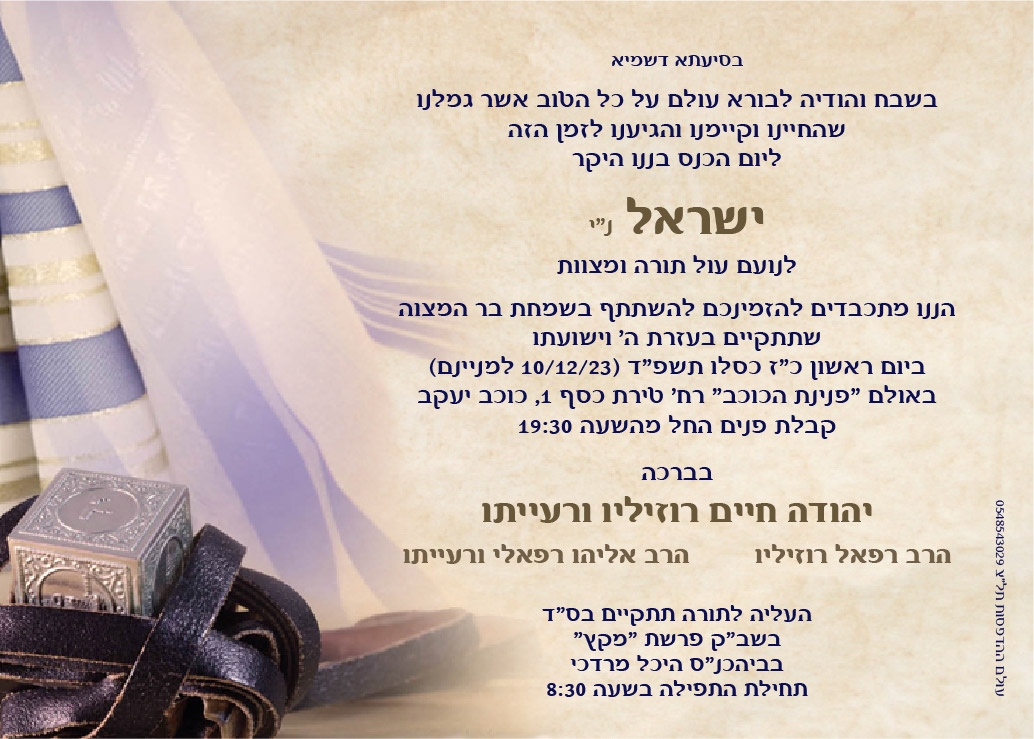 בסיעתא דשמיא
בשבח והודיה לבורא עולם על כל הטוב אשר גמלנו
שהחיינו וקיימנו והגיענו לזמן הזה
ליום הכנס בננו היקר
ישראל נ"י
לנועם עול תורה ומצוות
הננו מתכבדים להזמינכם להשתתף בשמחת בר המצוה
שתתקיים בעזרת ה' וישועתו
ביום ראשון כ"ז כסלו תשפ"ד (10/12/23 למניינם)
באולם "פנינת הכוכב" רח' טירת כסף 1, כוכב יעקב
קבלת פנים החל מהשעה 19:30
בברכה
יהודה חיים רוזיליו ורעייתו
הרב רפאל רוזיליו הרב אליהו רפאלי ורעייתו
העליה לתורה תתקיים בס"ד
בשב"ק פרשת "מקץ"
בביהכנ"ס היכל מרדכי
תחילת התפילה בשעה 8:30
עולם ההדפסות תל"צ 0548543029